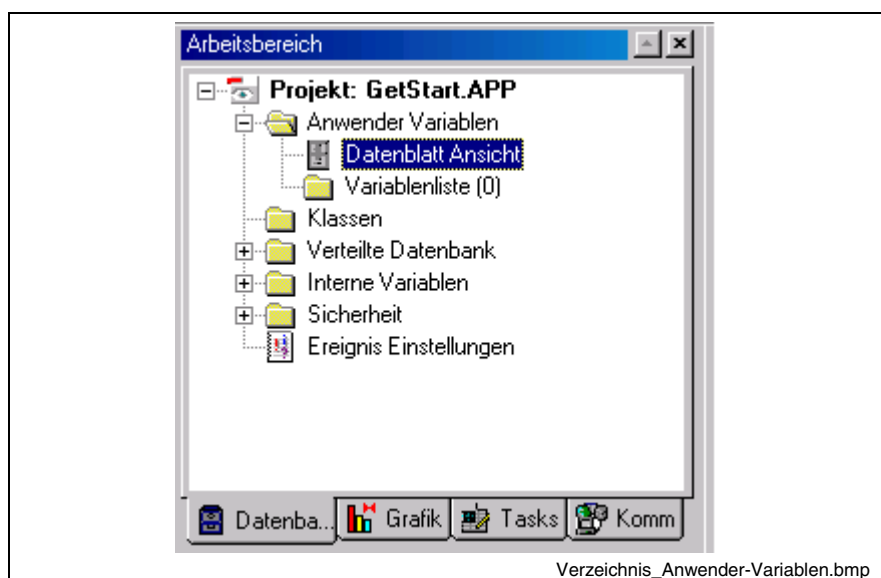 Arbeitsbereich
Projekt: GetStart.APP
Anwender Variablen
Datenblatt Ansicht
Variablenliste (0)
Klassen
Verteilte Datenbank
Interne Variablen
Sicherheit
Ereignis Einstellungen
Datenba... Grafik Tasks Komm
Verzeichnis_Anwender-Variablen.bmp